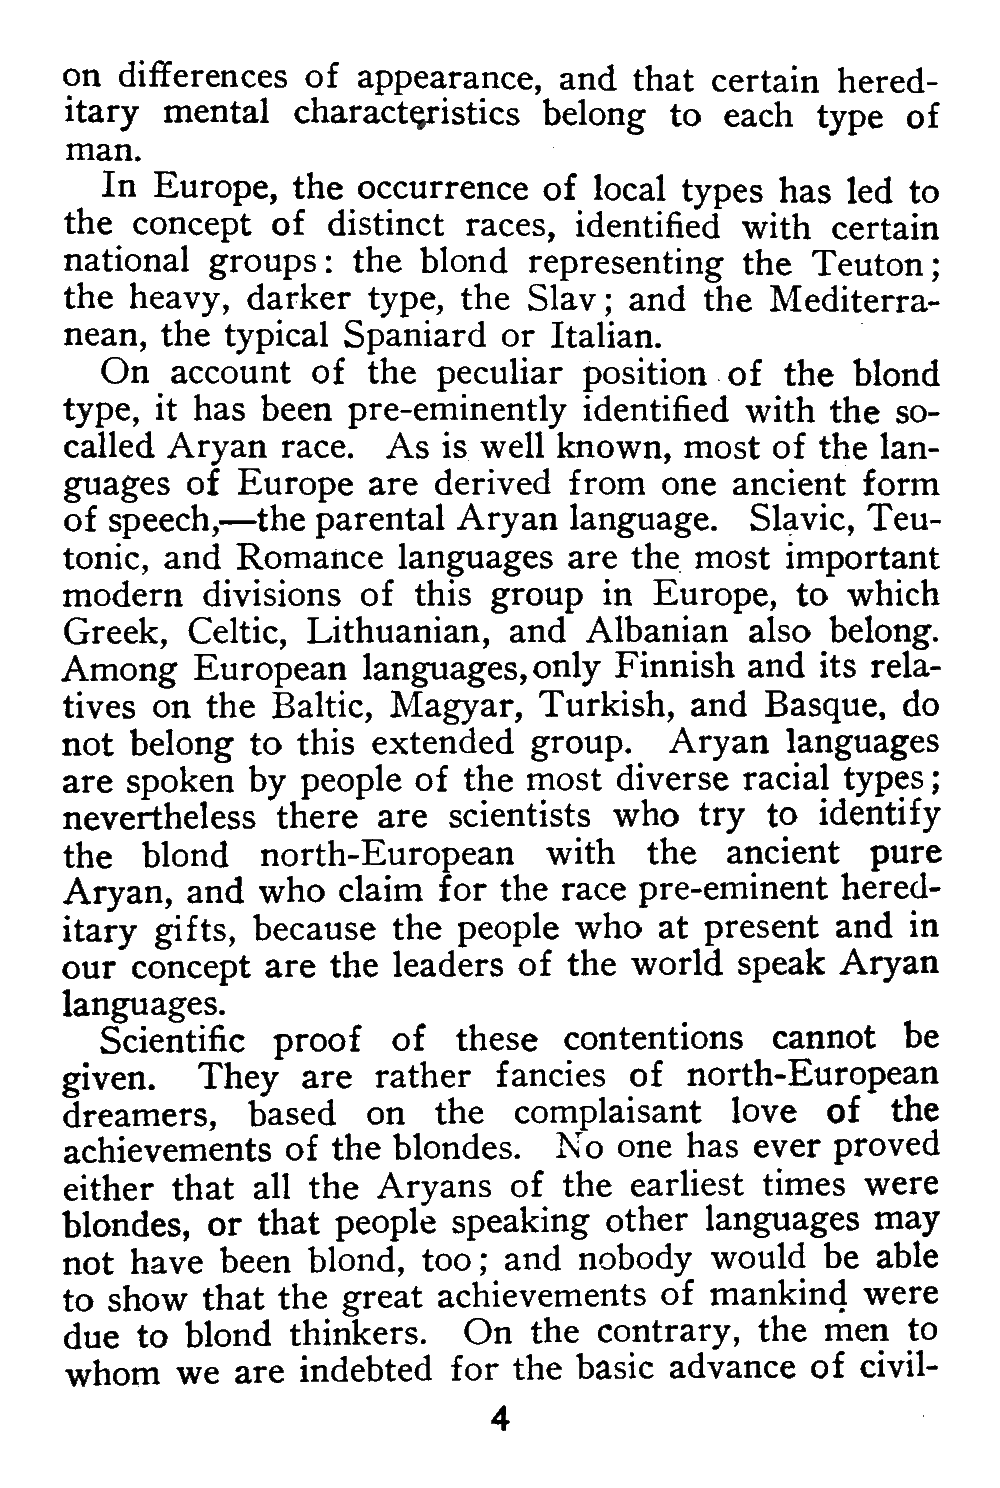 on differences of appearance, and that certain hered-
itary mental characteristics belong to each type of
man.
In Europe, the occurrence of local types has led to
the concept of distinct races, identified with certain
national groups: the blond representing the Teuton;
the heavy, darker type, the Slav; and the Mediterra-
nean, the typical Spaniard or Italian.
On account of the peculiar position of the blond
type, it has been pre-eminently identified with the so-
called Aryan race. As is well known, most of the lan-
guages of Europe are derived from one ancient form
of speech,—the parental Aryan language. Slavic, Teu-
tonic, and Romance languages are the most important
modern divisions of this group in Europe, to which
Greek, Celtic, Lithuanian, and Albanian also belong.
Among European languages, only Finnish and its rela-
tives on the Baltic, Magyar, Turkish, and Basque, do
not belong to this extended group. Aryan languages
are spoken by people of the most diverse racial types;
nevertheless there are scientists who try to identify
the blond north-European with the ancient pure
Aryan, and who claim for the race pre-eminent hered-
itary gifts, because the people who at present and in
our concept are the leaders of the world speak Aryan
languages.
Scientific proof of these contentions cannot be
given. They are rather fancies of north-European
dreamers, based on the complaisant love of the
achievements of the blondes. No one has ever proved
either that all the Aryans of the earliest times were
blondes, or that people speaking other languages may
not have been blond, too; and nobody would be able
to show that the great achievements of mankind were
due to blond thinkers. On the contrary, the men to
whom we are indebted for the basic advance of civil-
4